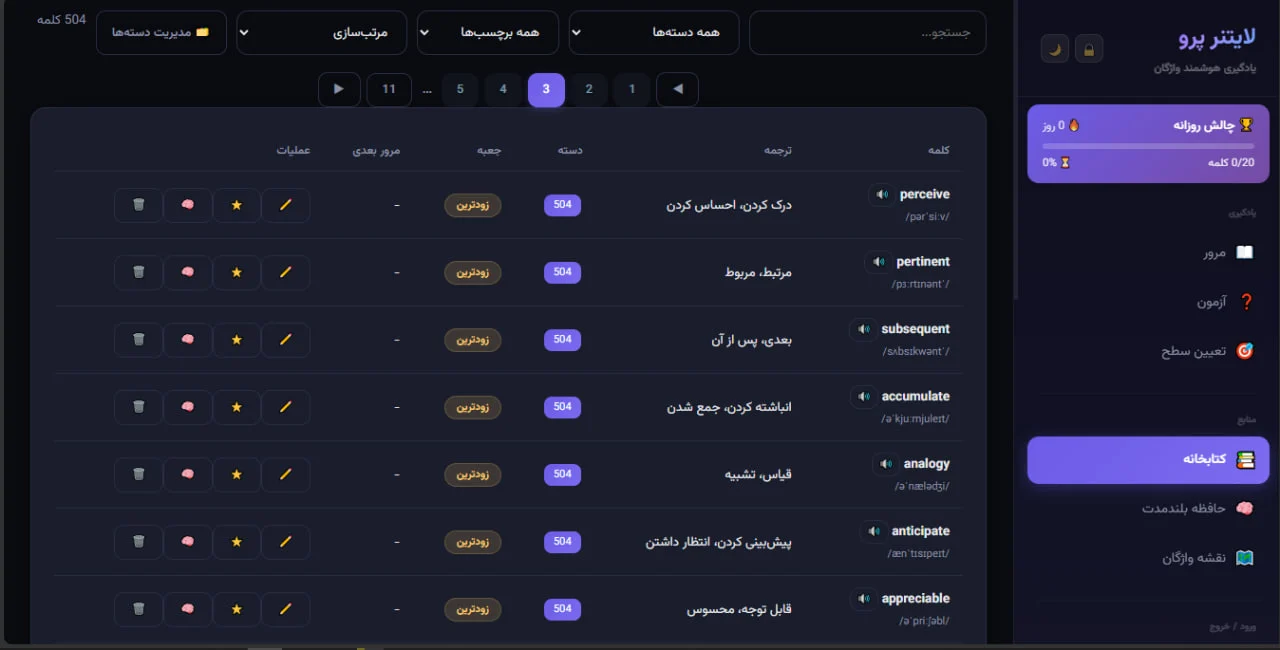 لایتنر پرو
یادگیری هوشمند واژگان
چالش روزانه
0 روز
0/20 کلمه
0%
یادگیری
مرور
آزمون
تعیین سطح
منابع
کتابخانه
حافظه بلندمدت
نقشه واژگان
ورود / خروج
جستجو...
همه دسته‌ها
همه برچسب‌ها
مرتب‌سازی
مدیریت دسته‌ها
504 کلمه
1 2 3 4 5 ... 11
کلمه ترجمه دسته جعبه مرور بعدی عملیات
perceive درک کردن، احساس کردن 504 زودترین -
/pərˈsiːv/
pertinent مرتبط، مربوط 504 زودترین -
/ˈpɜːrtɪnənt/
subsequent بعدی، پس از آن 504 زودترین -
/ˈsʌbsɪkwənt/
accumulate انباشته کردن، جمع شدن 504 زودترین -
/əˈkjuːmjuleɪt/
analogy قیاس، تشبیه 504 زودترین -
/əˈnælədʒi/
anticipate پیش‌بینی کردن، انتظار داشتن 504 زودترین -
/ænˈtɪsɪpeɪt/
appreciable قابل توجه، محسوس 504 زودترین -
/əˈpriːʃəbl/